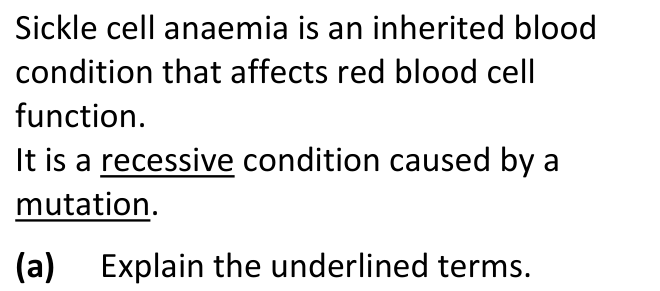 Sickle cell anaemia is an inherited blood
condition that affects red blood cell
function.
It is a recessive condition caused by a
mutation.
(a) Explain the underlined terms.